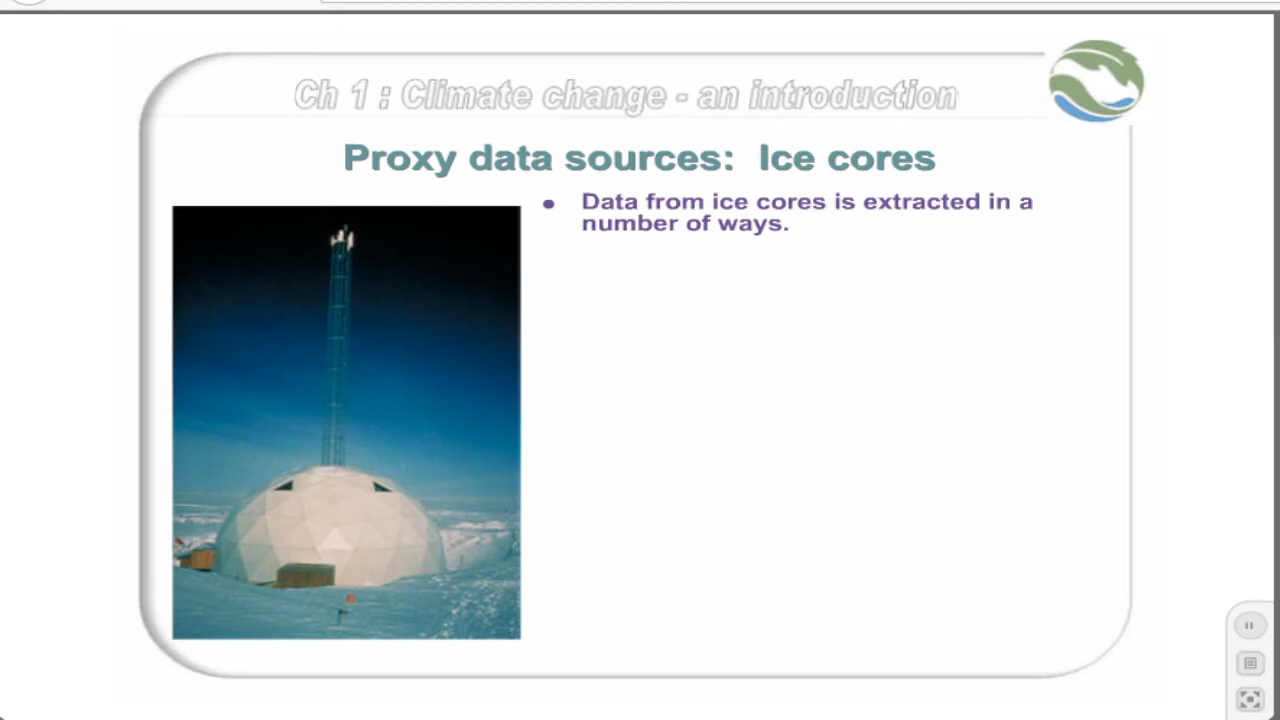 Ch 1 : Climate change - an introduction
Proxy data sources: Ice cores
• Data from ice cores is extracted in a
number of ways.